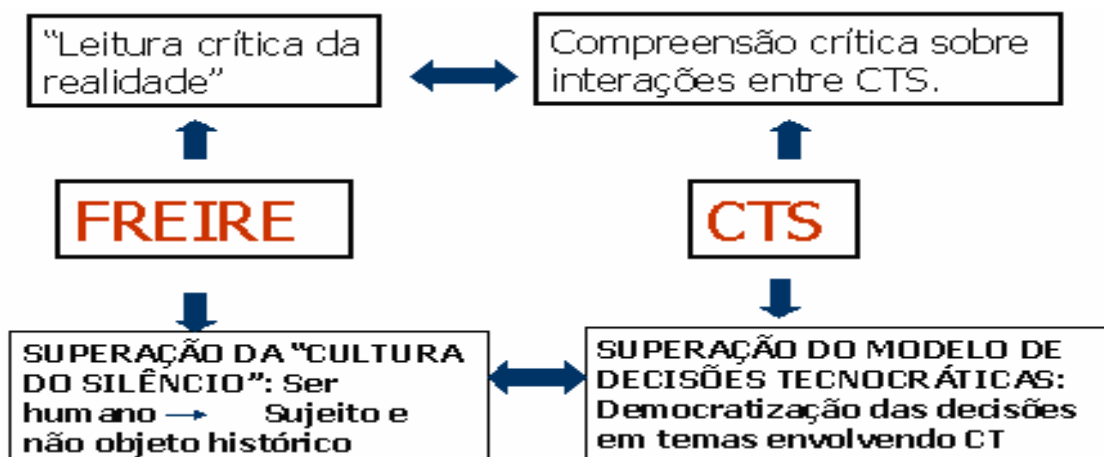 “Leitura crítica da
realidade”
Compreensão crítica sobre
interações entre CTS.
FREIRE
CTS
SUPERAÇÃO DA “CULTURA
DO SILÊNCIO”: Ser
humano → Sujeito e
não objeto histórico
SUPERAÇÃO DO MODELO DE
DECISÕES TECNOCRÁTICAS:
Democratização das decisões
em temas envolvendo CT